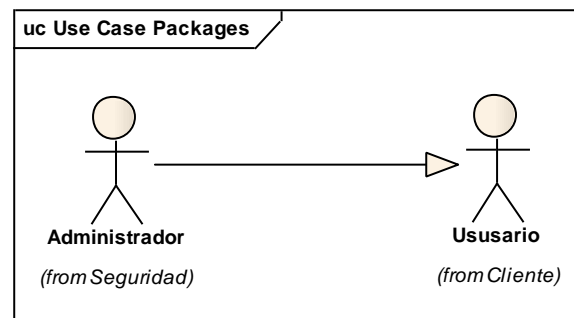 uc Use Case Packages
Administrador
(from Seguridad)
Ususario
(from Cliente)